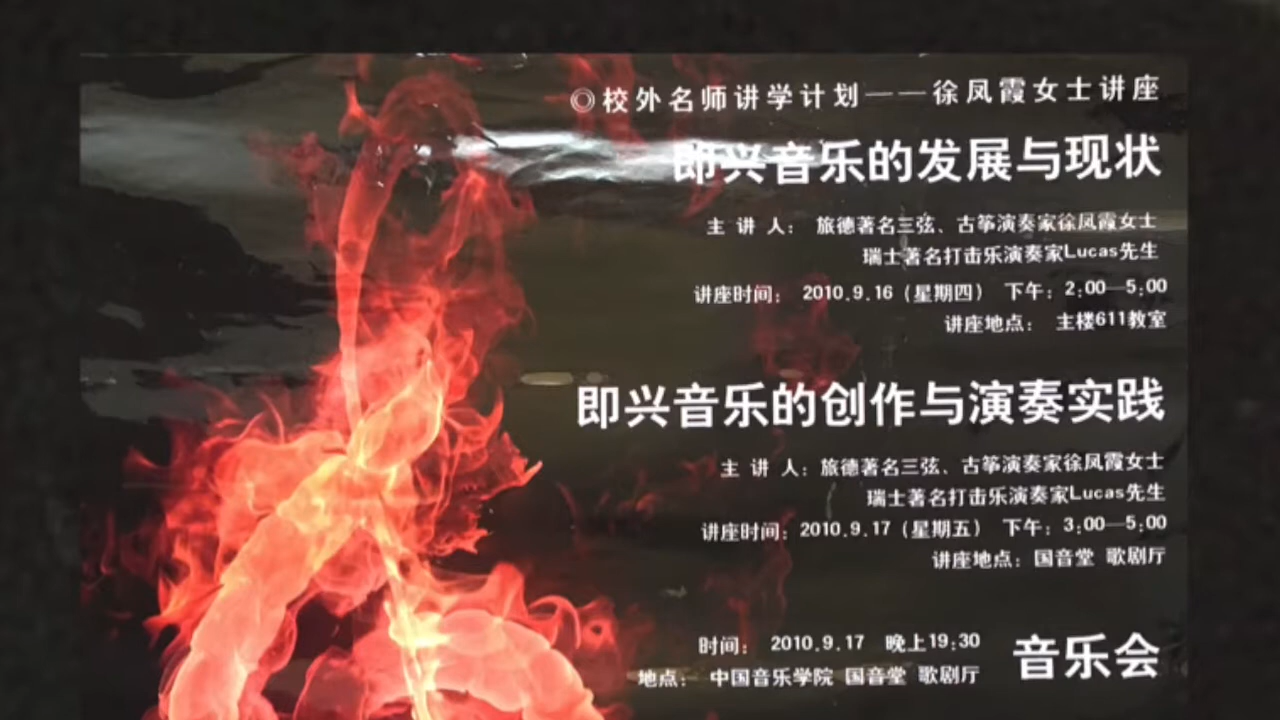 ◎校外名师讲学计划——徐凤霞女士讲座
即兴音乐的发展与现状
主 讲 人： 旅德著名三弦、古筝演奏家徐凤霞女士
瑞士著名打击乐演奏家Lucas先生
讲座时间： 2010.9.16（星期四） 下午：2:00—5:00
讲座地点： 主楼611教室
即兴音乐的创作与演奏实践
主 讲 人：旅德著名三弦、古筝演奏家徐凤霞女士
瑞士著名打击乐演奏家Lucas先生
讲座时间：2010.9.17（星期五） 下午：3:00—5:00
讲座地点：国音堂 歌剧厅
时间： 2010.9.17 晚上19:30
地点： 中国音乐学院 国音堂 歌剧厅
音乐会